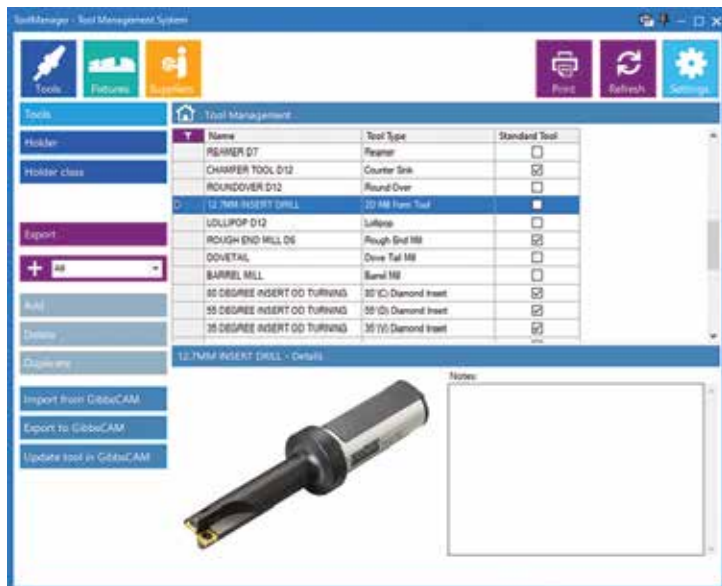 ToolManager - Tool Management System
Tools
Fixtures
Suppliers
Print
Refresh
Settings
Tools
Holder
Holder class
Export
All
Add
Delete
Duplicate
Import from GibbsCAM
Export to GibbsCAM
Update tool in GibbsCAM
Tool Management
Name Tool Type Standard Tool
REAMER D7 Reamer
CHAMFER TOOL D12 Counter Sink
ROUNDOVER D12 Round Over
12.7MM INSERT DRILL 2D Mill Form Tool
LOLLIPOP D12 Lollipop
ROUGH END MILL D6 Rough End Mill
DOVETAIL Dove Tail Mill
BARREL MILL Barrel Mill
80 DEGREE INSERT OD TURNING 80 (C) Diamond Insert
55 DEGREE INSERT OD TURNING 55 (D) Diamond Insert
35 DEGREE INSERT OD TURNING 35 (V) Diamond Insert
12.7MM INSERT DRILL - Details
Notes: